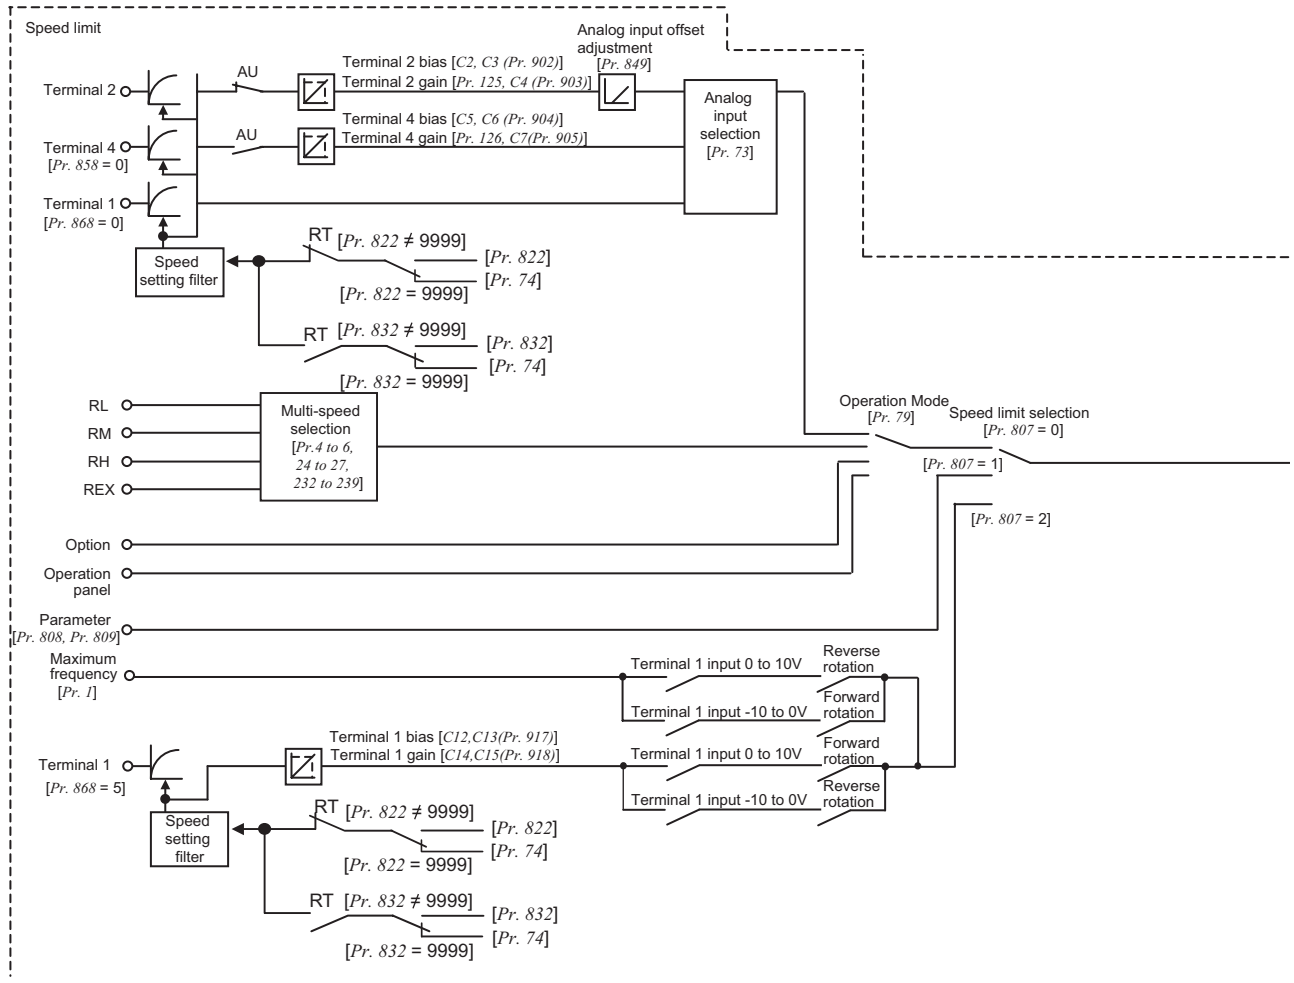 Speed limit
Analog input offset
adjustment
[Pr. 849]
Terminal 2
AU
Terminal 2 bias [C2, C3 (Pr. 902)]
Terminal 2 gain [Pr. 125, C4 (Pr. 903)]
Analog
input
selection
[Pr. 73]
Terminal 4
[Pr. 858 = 0]
AU
Terminal 4 bias [C5, C6 (Pr. 904)]
Terminal 4 gain [Pr. 126, C7(Pr. 905)]
Terminal 1
[Pr. 868 = 0]
Speed
setting filter
RT [Pr. 822 ≠ 9999]
[Pr. 822]
[Pr. 74]
[Pr. 822 = 9999]
RT [Pr. 832 ≠ 9999]
[Pr. 832]
[Pr. 74]
[Pr. 832 = 9999]
RL
RM
RH
REX
Multi-speed
selection
[Pr.4 to 6,
24 to 27,
232 to 239]
Operation Mode
[Pr. 79]
Speed limit selection
[Pr. 807 = 0]
[Pr. 807 = 1]
[Pr. 807 = 2]
Option
Operation
panel
Parameter
[Pr. 808, Pr. 809]
Maximum
frequency
[Pr. 1]
Terminal 1 input 0 to 10V
Reverse
rotation
Terminal 1 input -10 to 0V
Forward
rotation
Terminal 1
[Pr. 868 = 5]
Terminal 1 bias [C12,C13(Pr. 917)]
Terminal 1 gain [C14,C15(Pr. 918)]
Terminal 1 input 0 to 10V
Forward
rotation
Terminal 1 input -10 to 0V
Reverse
rotation
Speed
setting
filter
RT [Pr. 822 ≠ 9999]
[Pr. 822]
[Pr. 74]
[Pr. 822 = 9999]
RT [Pr. 832 ≠ 9999]
[Pr. 832]
[Pr. 74]
[Pr. 832 = 9999]